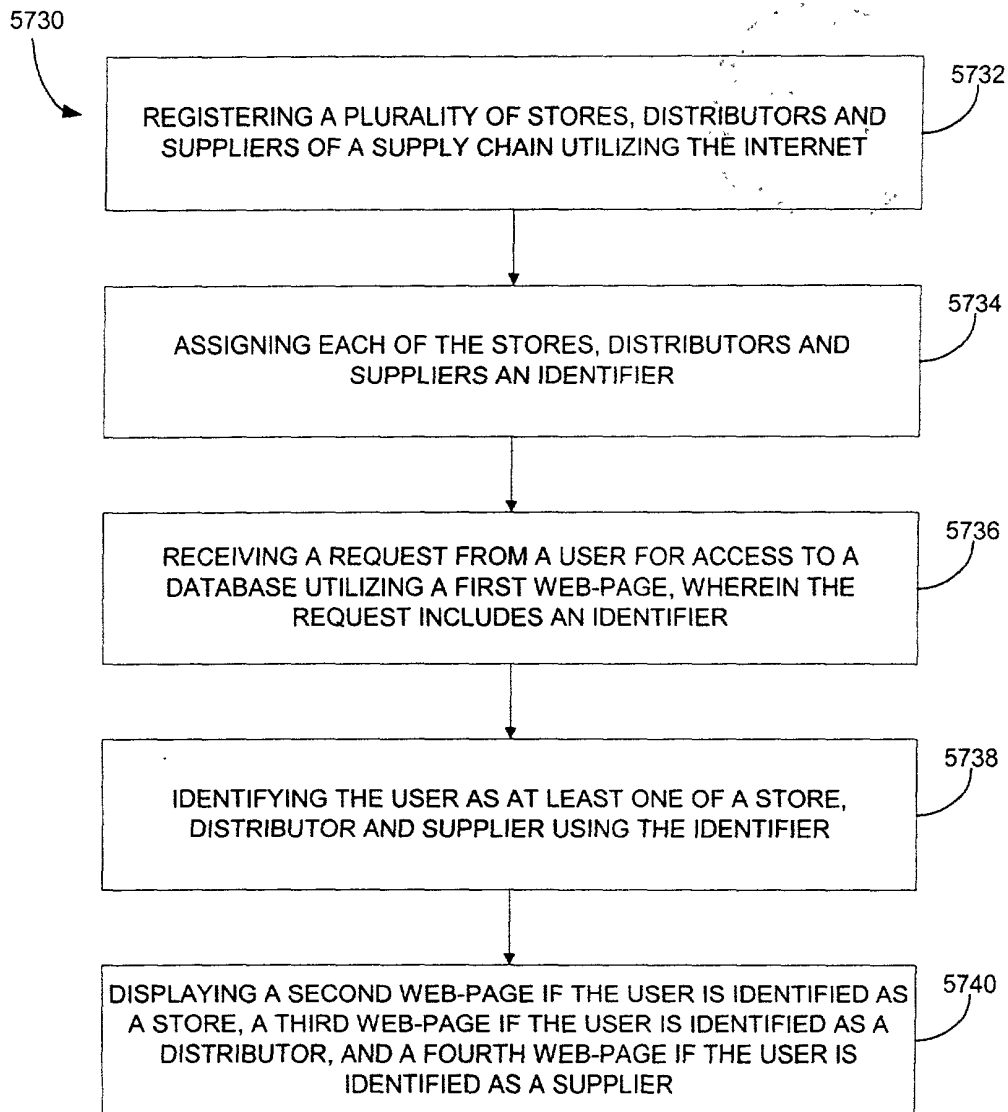 5730
5732
REGISTERING A PLURALITY OF STORES, DISTRIBUTORS AND
SUPPLIERS OF A SUPPLY CHAIN UTILIZING THE INTERNET
5734
ASSIGNING EACH OF THE STORES, DISTRIBUTORS AND
SUPPLIERS AN IDENTIFIER
5736
RECEIVING A REQUEST FROM A USER FOR ACCESS TO A
DATABASE UTILIZING A FIRST WEB-PAGE, WHEREIN THE
REQUEST INCLUDES AN IDENTIFIER
5738
IDENTIFYING THE USER AS AT LEAST ONE OF A STORE,
DISTRIBUTOR AND SUPPLIER USING THE IDENTIFIER
5740
DISPLAYING A SECOND WEB-PAGE IF THE USER IS IDENTIFIED AS
A STORE, A THIRD WEB-PAGE IF THE USER IS IDENTIFIED AS A
DISTRIBUTOR, AND A FOURTH WEB-PAGE IF THE USER IS
IDENTIFIED AS A SUPPLIER